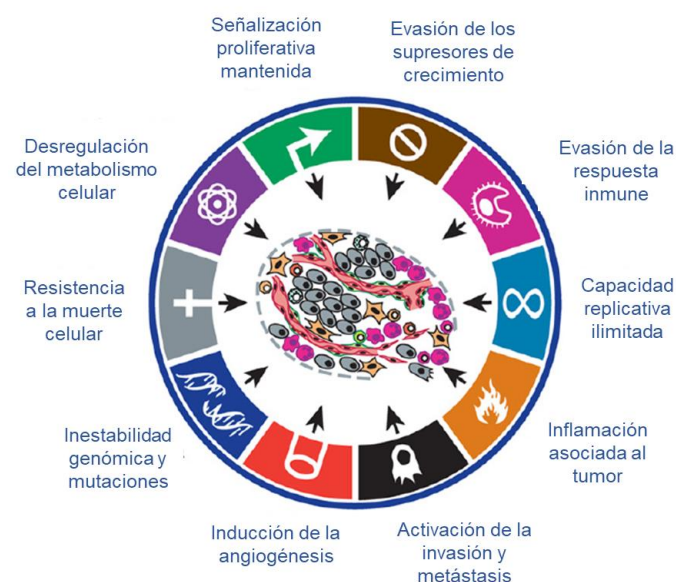 Señalización
proliferativa
mantenida
Evasión de los
supresores de
crecimiento
Evasión de la
respuesta
inmune
Capacidad
replicativa
ilimitada
Inflamación
asociada al
tumor
Activación de la
invasión y
metástasis
Inducción de la
angiogénesis
Inestabilidad
genómica y
mutaciones
Resistencia
a la muerte
celular
Desregulación
del metabolismo
celular